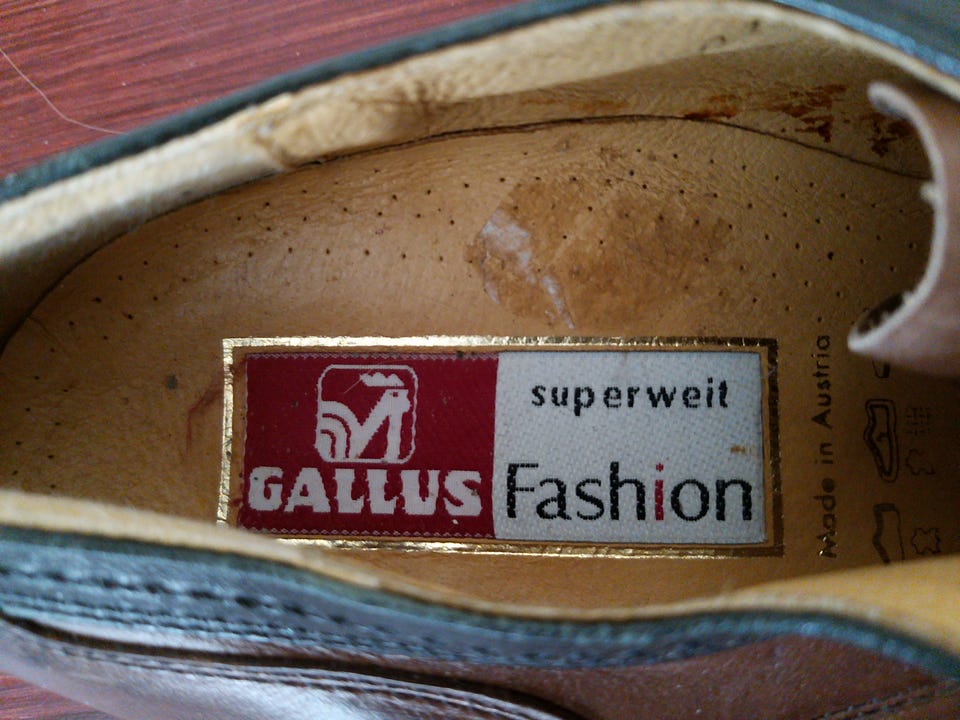 GALLUS
superweit
Fashion
Made in Austria